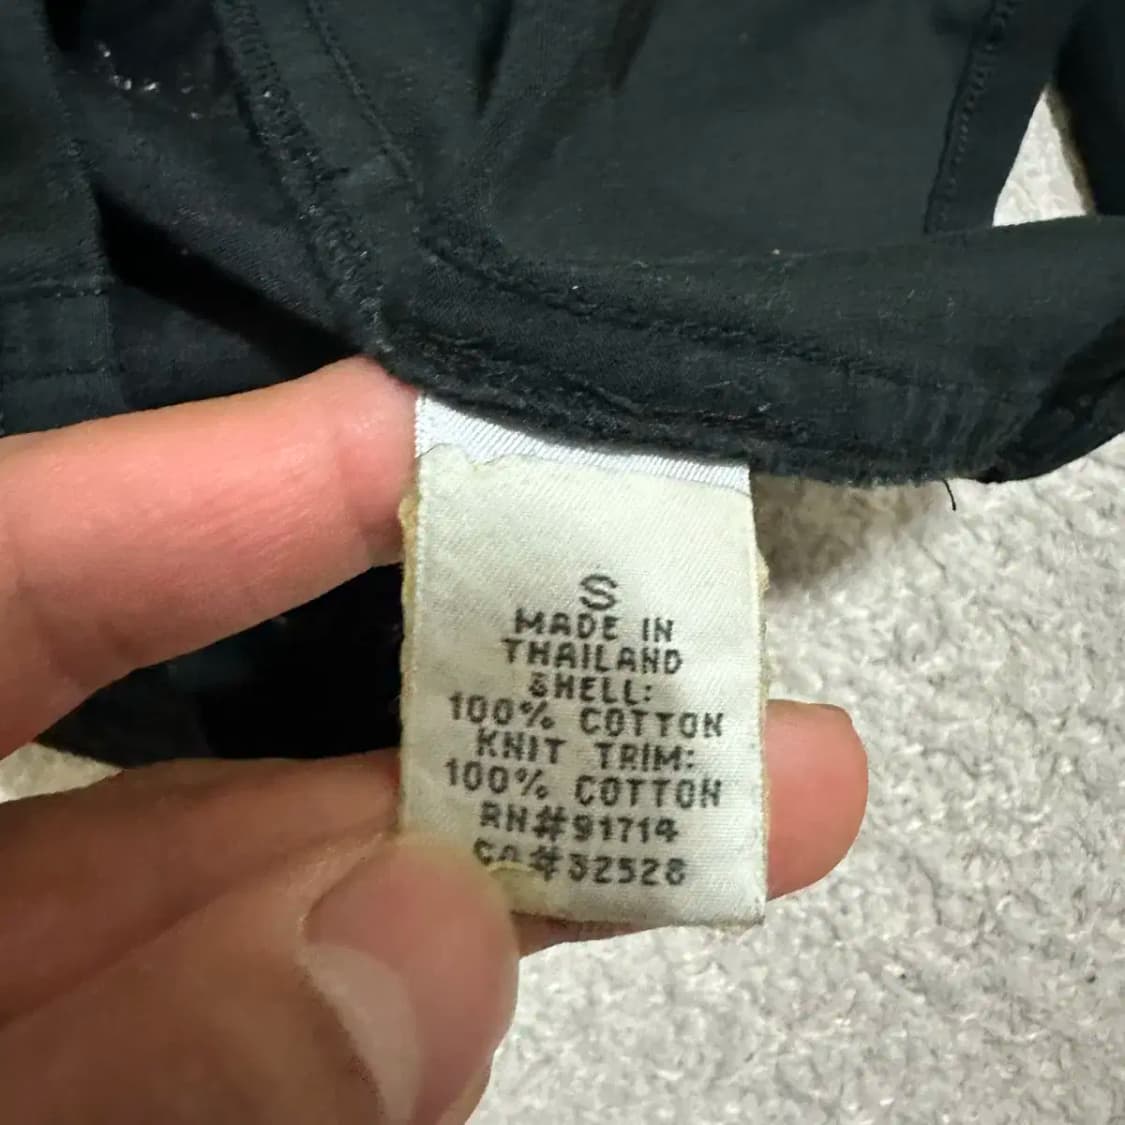 S
MADE IN
THAILAND
SHELL:
100% COTTON
KNIT TRIM:
100% COTTON
RN#91714
CA#32528